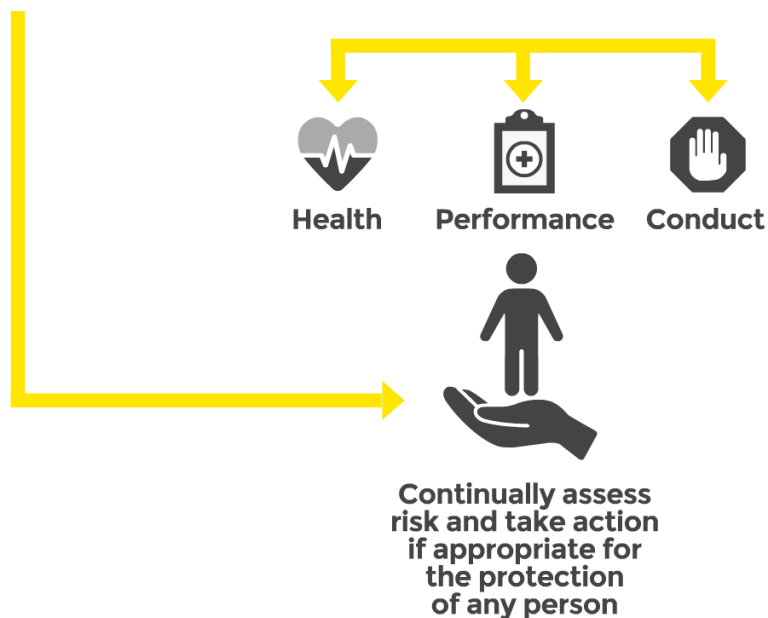 Health
Performance
Conduct
Continually assess
risk and take action
if appropriate for
the protection
of any person